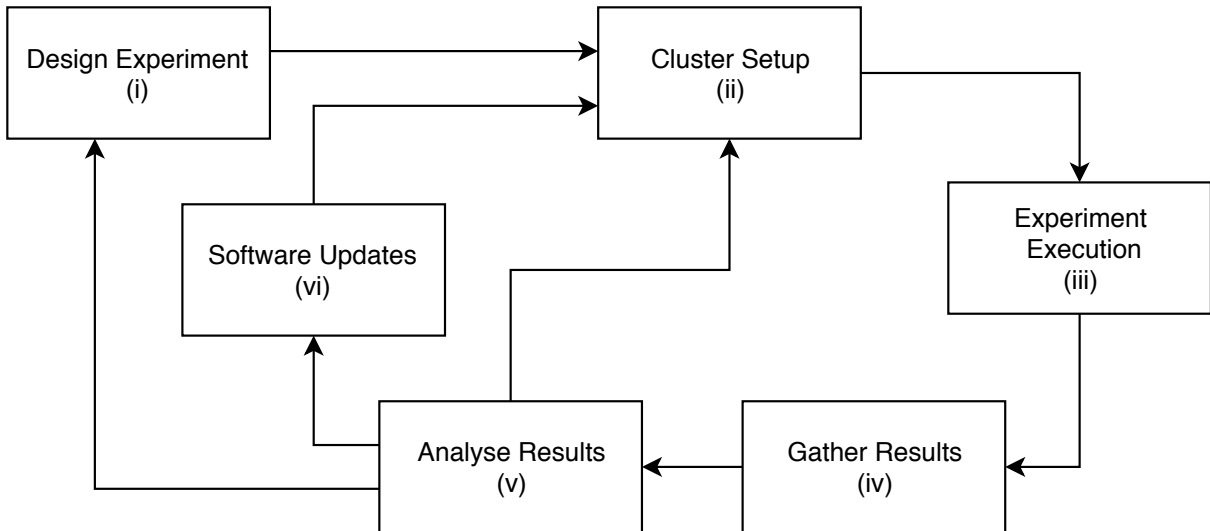 Design Experiment
(i)
Cluster Setup
(ii)
Experiment
Execution
(iii)
Software Updates
(vi)
Analyse Results
(v)
Gather Results
(iv)